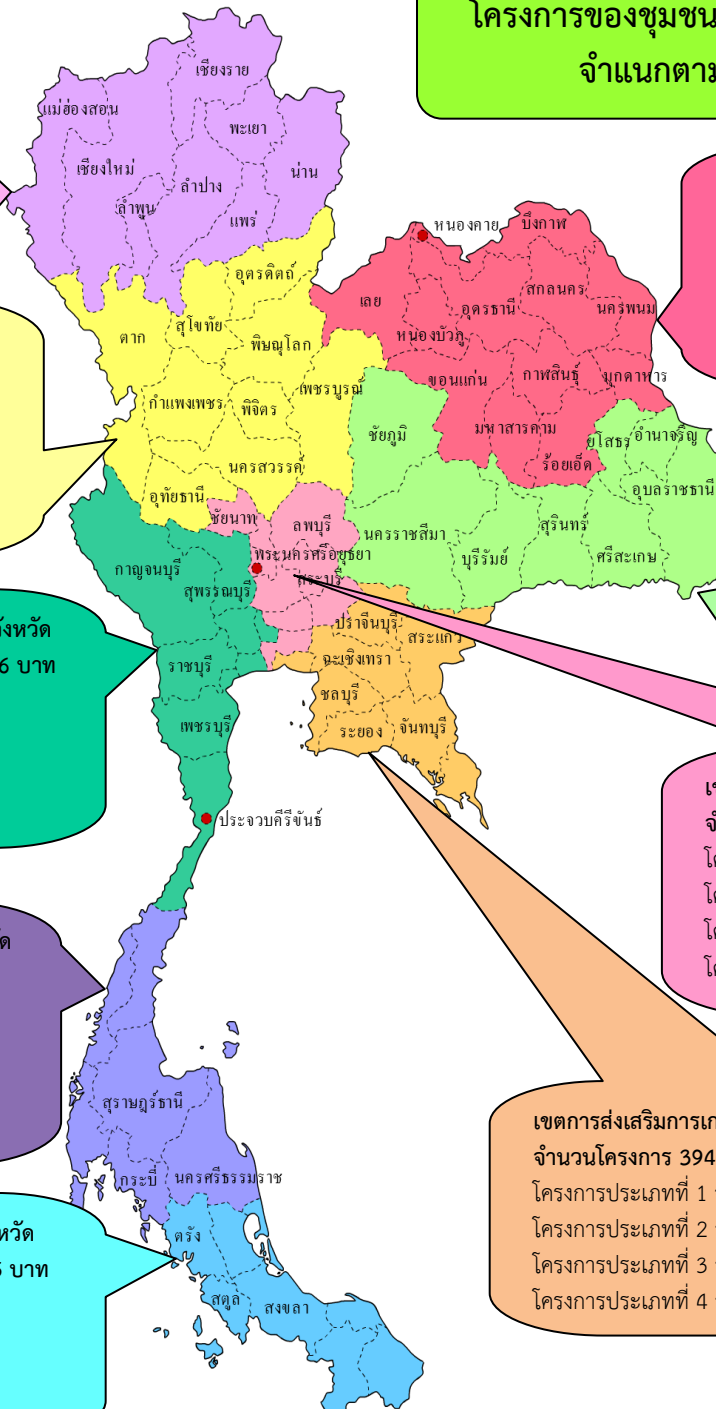 โครงการของชุมชน
จำแนกตาม
เชียงราย
แม่ฮ่องสอน
พะเยา
เชียงใหม่
น่าน
ลำปาง
ลำพูน
แพร่
หนองคาย
บึงกาฬ
อุตรดิตถ์
เลย
สกลนคร
อุดรธานี
นครพนม
ตาก
สุโขทัย
พิษณุโลก
หนองบัวภู
เพชรบูรณ์
ขอนแก่น
กาฬสินธุ์
มุกดาหาร
กำแพงเพชร
พิจิตร
ชัยภูมิ
มหาสารคาม
ยโสธร
อำนาจริญ
ร้อยเอ็ด
นครสวรรค์
อุทัยธานี
อุบลราชธานี
ชัยนาท
ลพบุรี
นครราชสีมา
สุรินทร์
พระนครศรีอยุธยา
บุรีรัมย์
ศรีสะเกษ
กาญจนบุรี
สระบุรี
สุพรรณบุรี
ปราจีนบุรี
สระแก้ว
ังหวัด
6 บาท
ราชบุรี
ฉะเชิงเทรา
ชลบุรี
เพชรบุรี
ระยอง
จันทบุรี
ประจวบคีรีขันธ์
สุราษฎร์ธานี
กระบี่
นครศรีธรรมราช
เขตการส่งเสริมการเก
จำนวนโครงการ 394
โครงการประเภทที่ 1
โครงการประเภทที่ 2
โครงการประเภทที่ 3
โครงการประเภทที่ 4
ตรัง
หวัด
บาท
สตูล
สงขลา